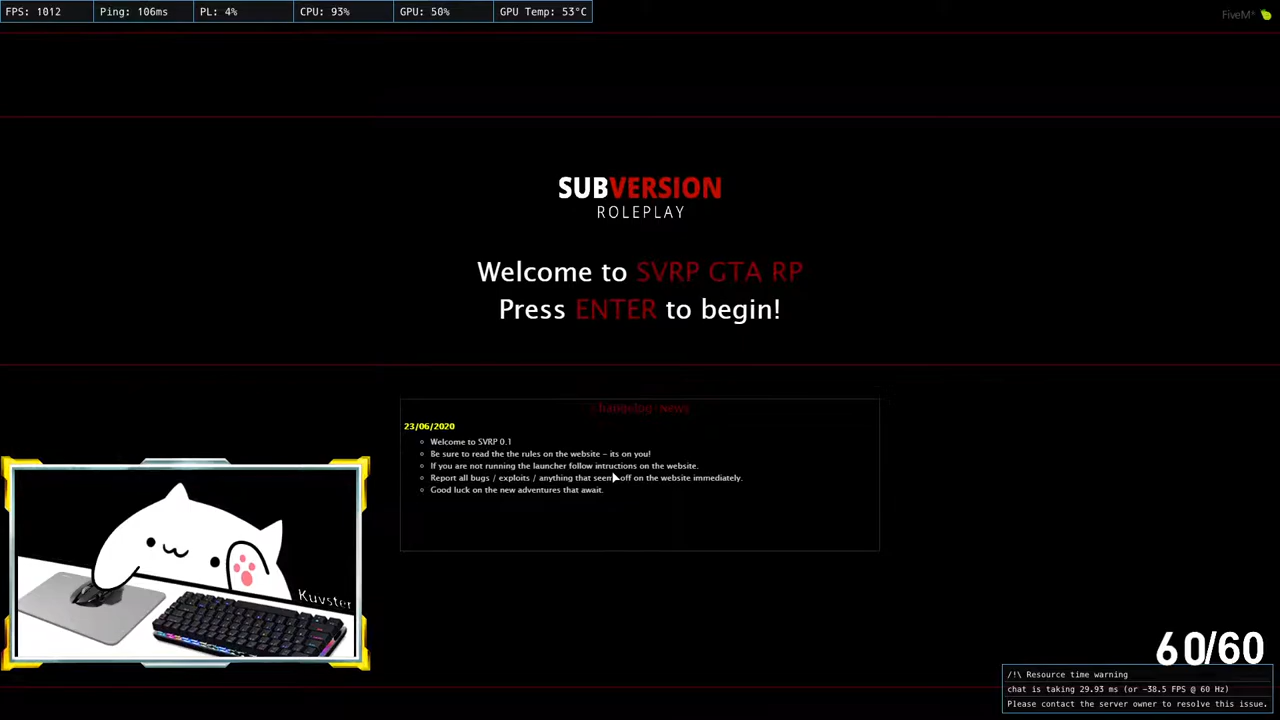 FPS: 1012 Ping: 106ms PL: 4% CPU: 93% GPU: 50% GPU Temp: 53°C
FiveM*
SUBVERSION
ROLEPLAY
Welcome to SVRP GTA RP
Press ENTER to begin!
News
23/06/2020
Welcome to SVRP 0.1
Be sure to read the the rules on the website - its on you!
If you are not running the launcher follow intructions on the website.
Report all bugs / exploits / anything that seem off on the website immediately.
Good luck on the new adventures that await.
Kuvster
60/60
/!\ Resource time warning
chat is taking 29.93 ms (or -38.5 FPS @ 60 Hz)
Please contact the server owner to resolve this issue.